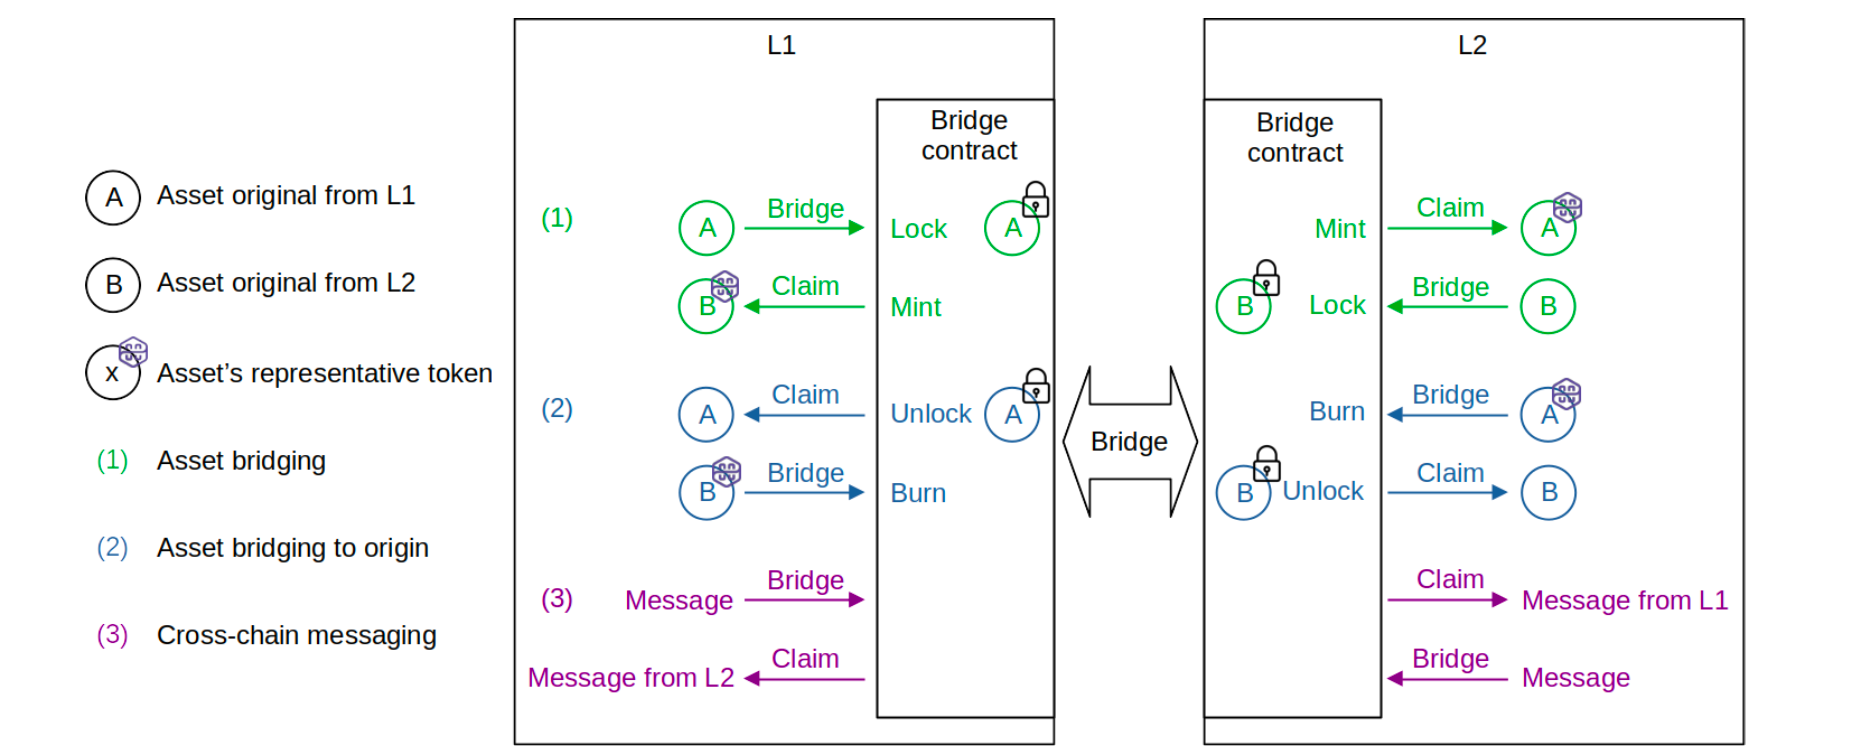 L1
L2
Bridge
contract
Bridge
contract
A Asset original from L1
B Asset original from L2
x Asset's representative token
(1) Asset bridging
(2) Asset bridging to origin
(3) Cross-chain messaging
(1) A Bridge Lock A
Mint Claim A
B Claim Mint
B Lock Bridge B
(2) A Claim Unlock A
Burn Bridge A
B Bridge Burn
B Unlock Claim B
Bridge
(3) Message Bridge
Claim Message from L1
Message from L2 Claim
Bridge Message